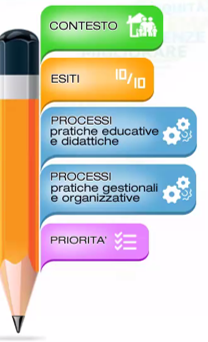 CONTESTO
ESITI
10/10
PROCESSI
pratiche educative
e didattiche
PROCESSI
pratiche gestionali
e organizzative
PRIORITA'